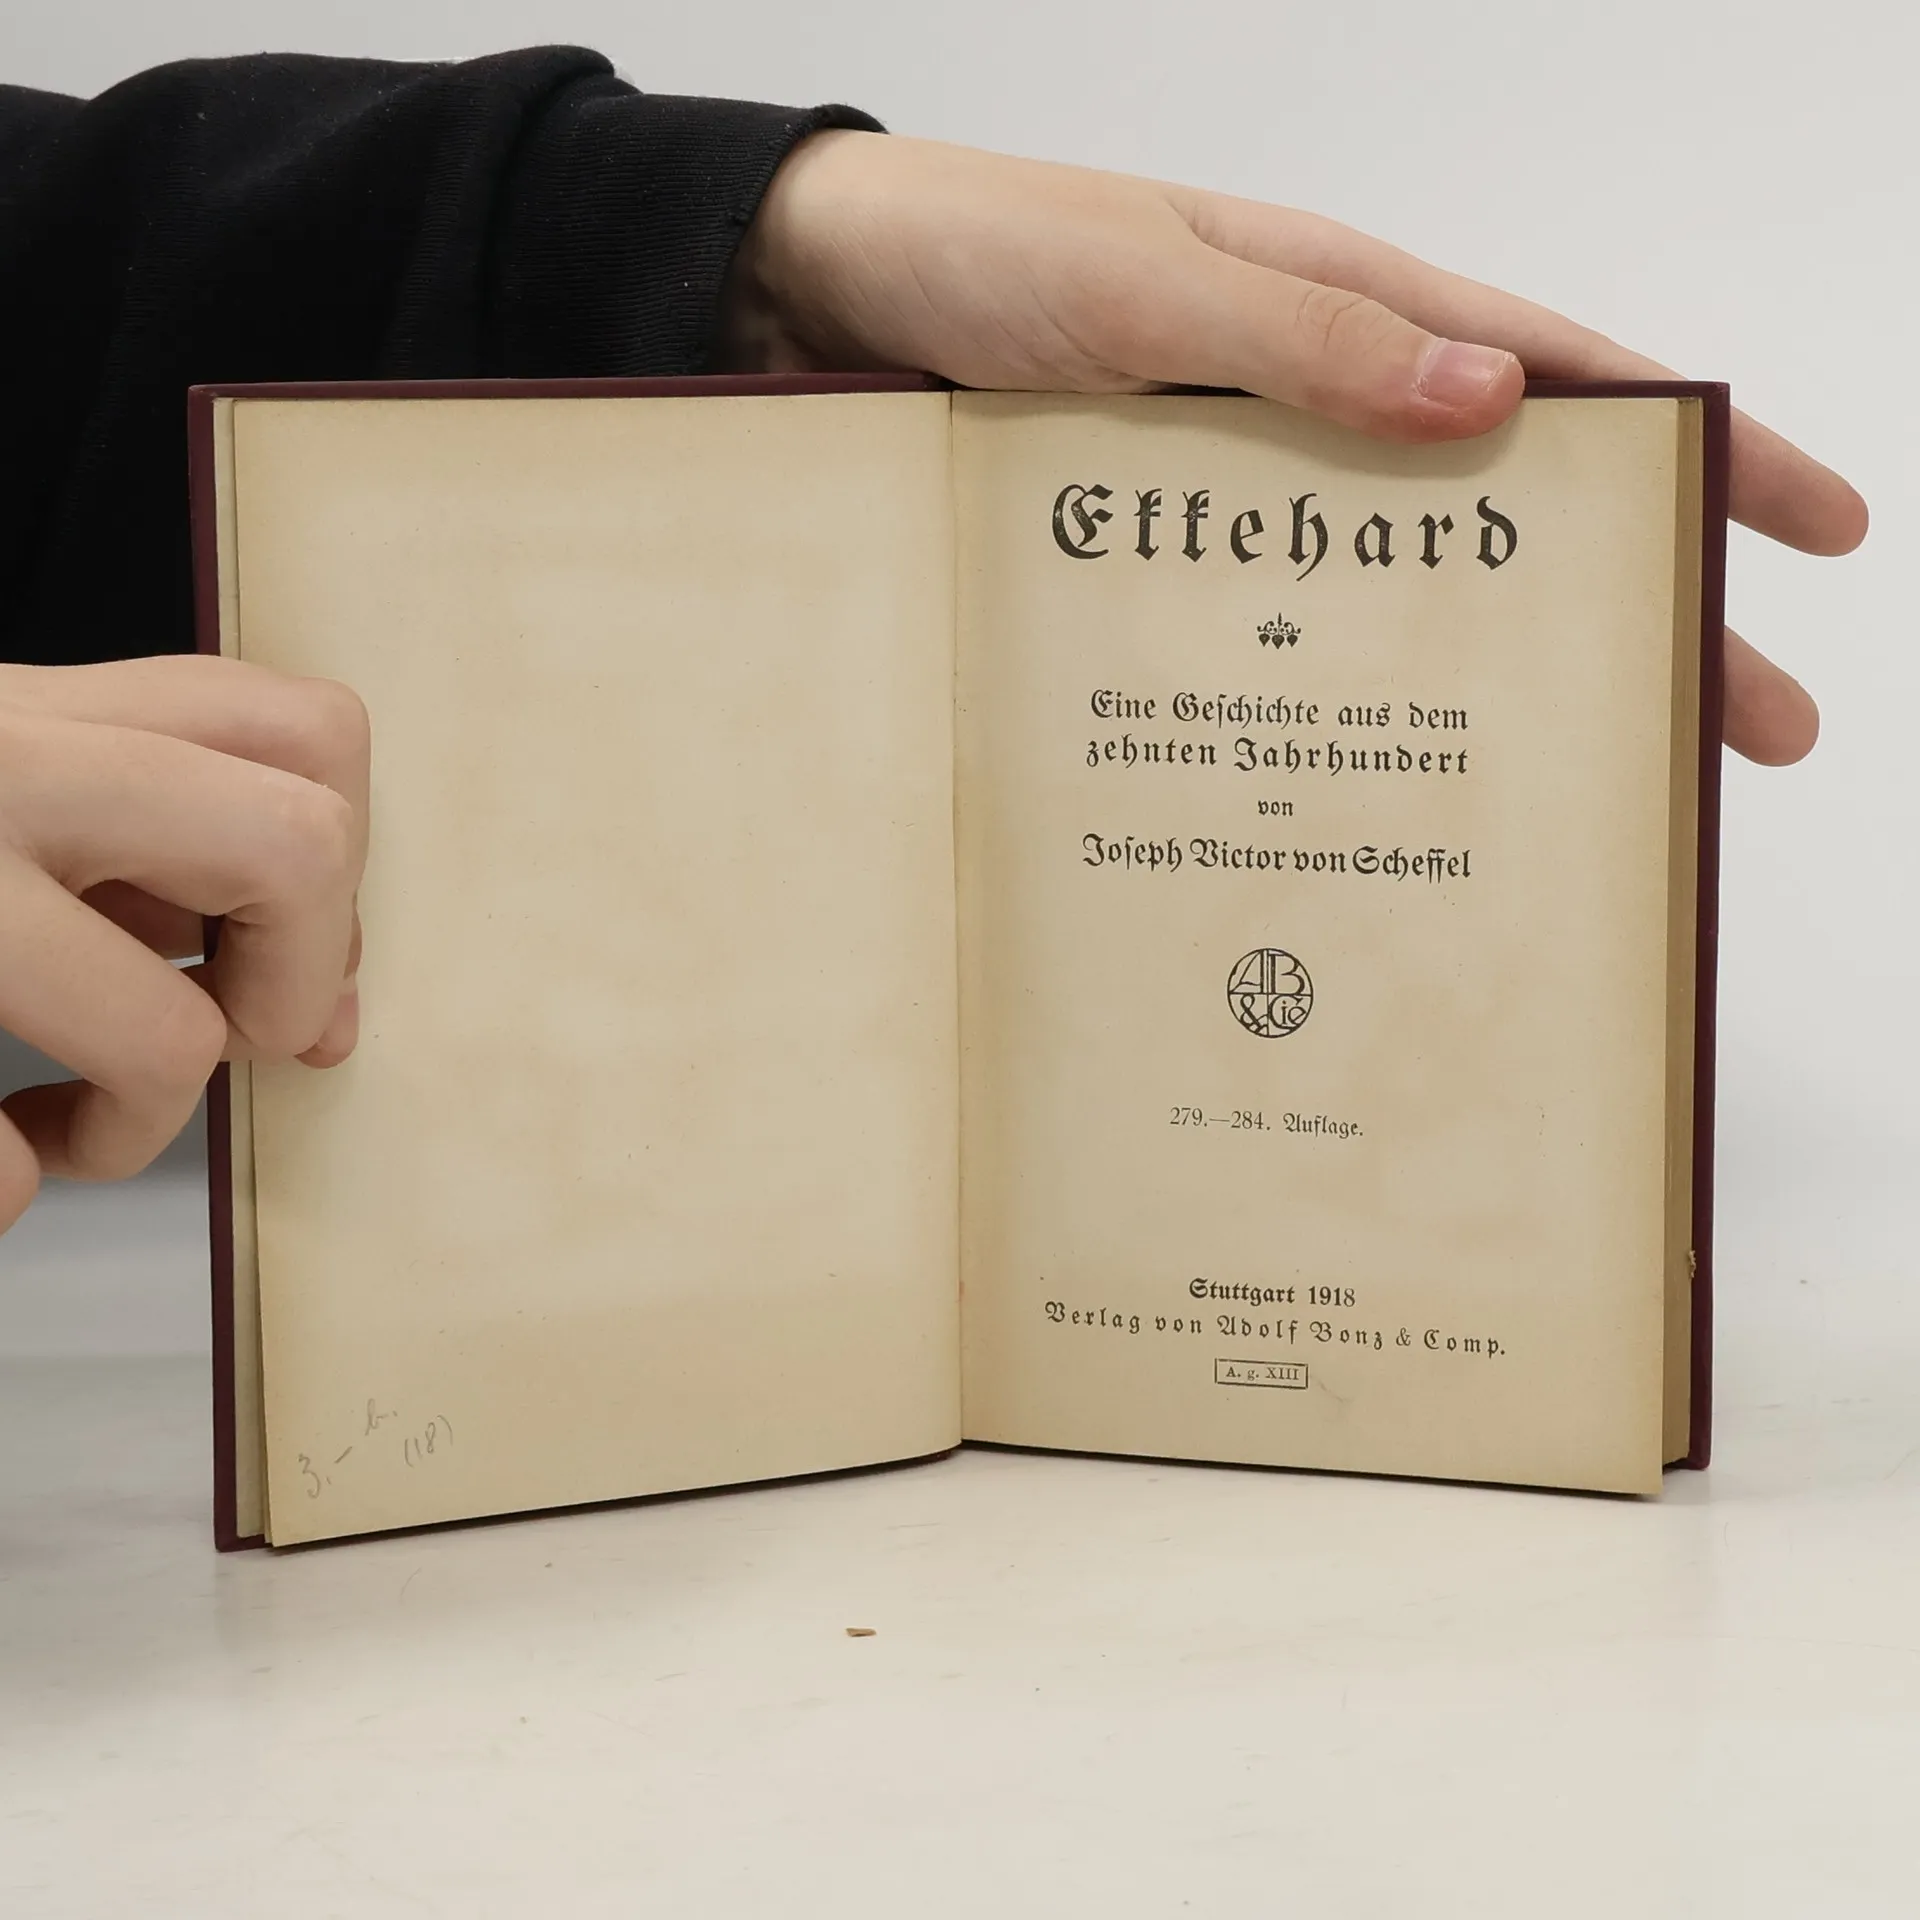 Ekkehard
Eine Geſchichte aus dem
zehnten Jahrhundert
von
Joſeph Victor von Scheffel
AB
& Cie
279.—284. Auflage.
Stuttgart 1918
Verlag von Adolf Bonz & Comp.
A. g. XIII
3.—
(18)